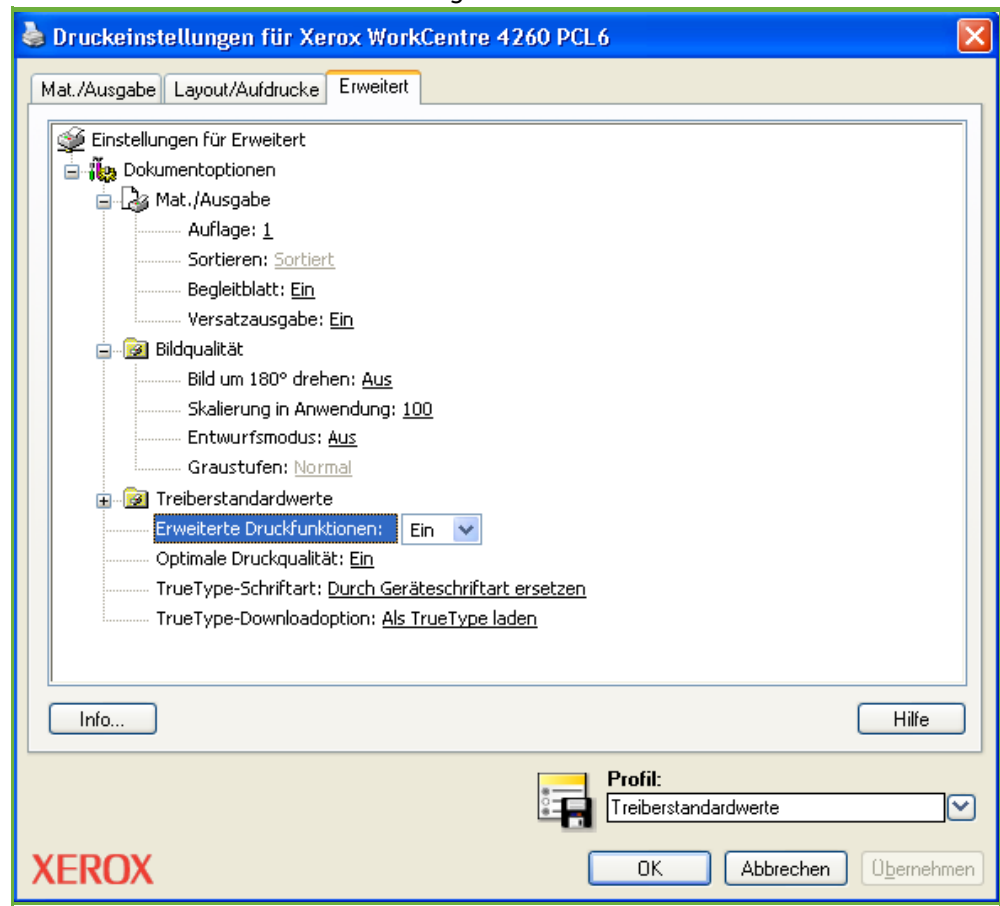 Druckeinstellungen für Xerox WorkCentre 4260 PCL6
Mat./Ausgabe Layout/Aufdrucke Erweitert
Einstellungen für Erweitert
Dokumentoptionen
Mat./Ausgabe
Auflage: 1
Sortieren: Sortiert
Begleitblatt: Ein
Versatzausgabe: Ein
Bildqualität
Bild um 180° drehen: Aus
Skalierung in Anwendung: 100
Entwurfsmodus: Aus
Graustufen: Normal
Treiberstandardwerte
Erweiterte Druckfunktionen: Ein
Optimale Druckqualität: Ein
TrueType-Schriftart: Durch Geräteschriftart ersetzen
TrueType-Downloadoption: Als TrueType laden
Info... Hilfe
Profil:
Treiberstandardwerte
XEROX OK Abbrechen Übernehmen